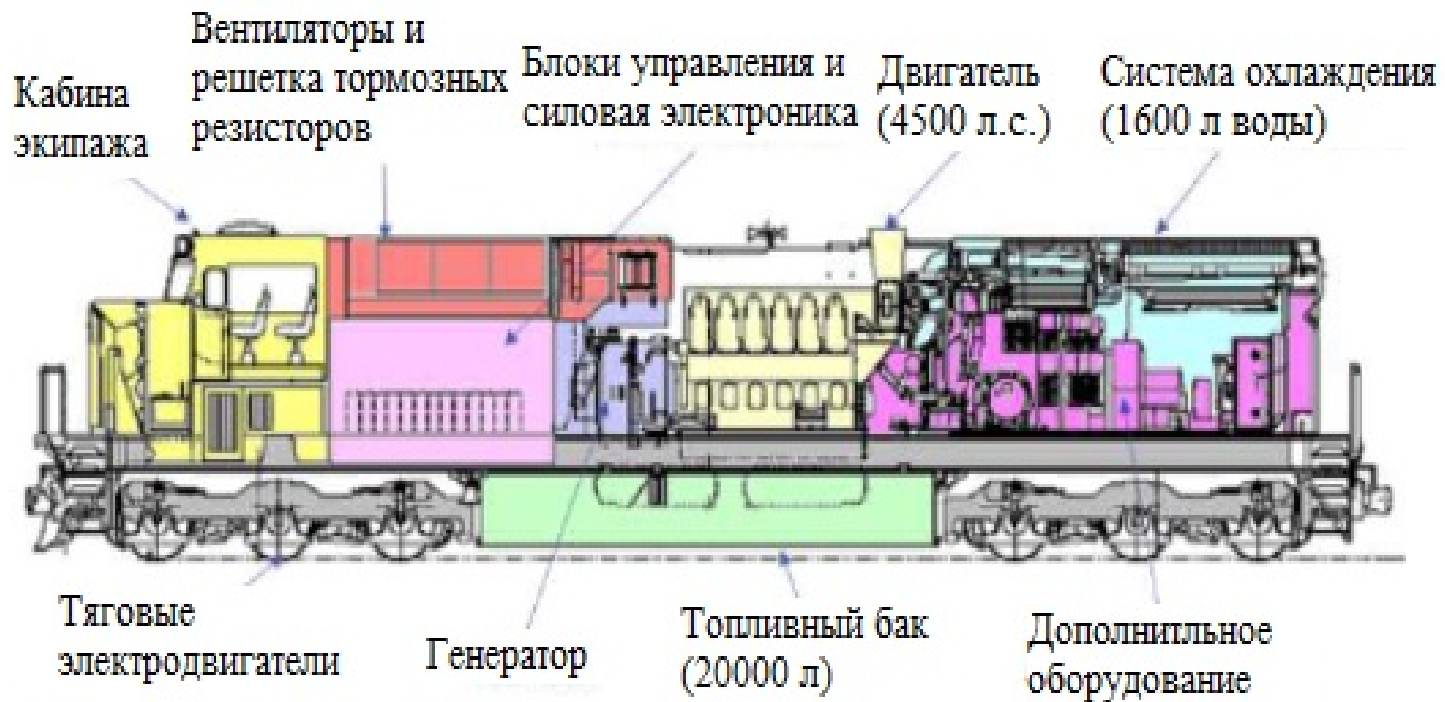 Кабина
экипажа
Вентиляторы и
решетка тормозных
резисторов
Блоки управления и
силовая электроника
Двигатель
(4500 л.с.)
Система охлаждения
(1600 л воды)
Тяговые
электродвигатели
Генератор
Топливный бак
(20000 л)
Дополнитльное
оборудование